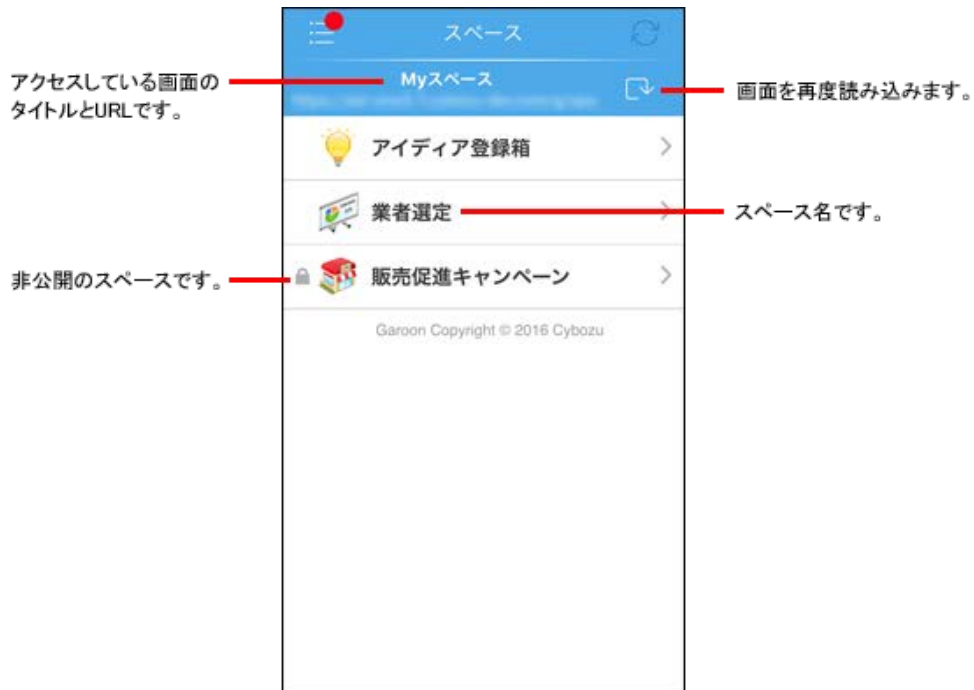 スペース
アクセスしている画面の
タイトルとURLです。
Myスペース
画面を再度読み込みます。
アイディア登録箱
業者選定
スペース名です。
非公開のスペースです。
販売促進キャンペーン
Garoon Copyright © 2016 Cybozu